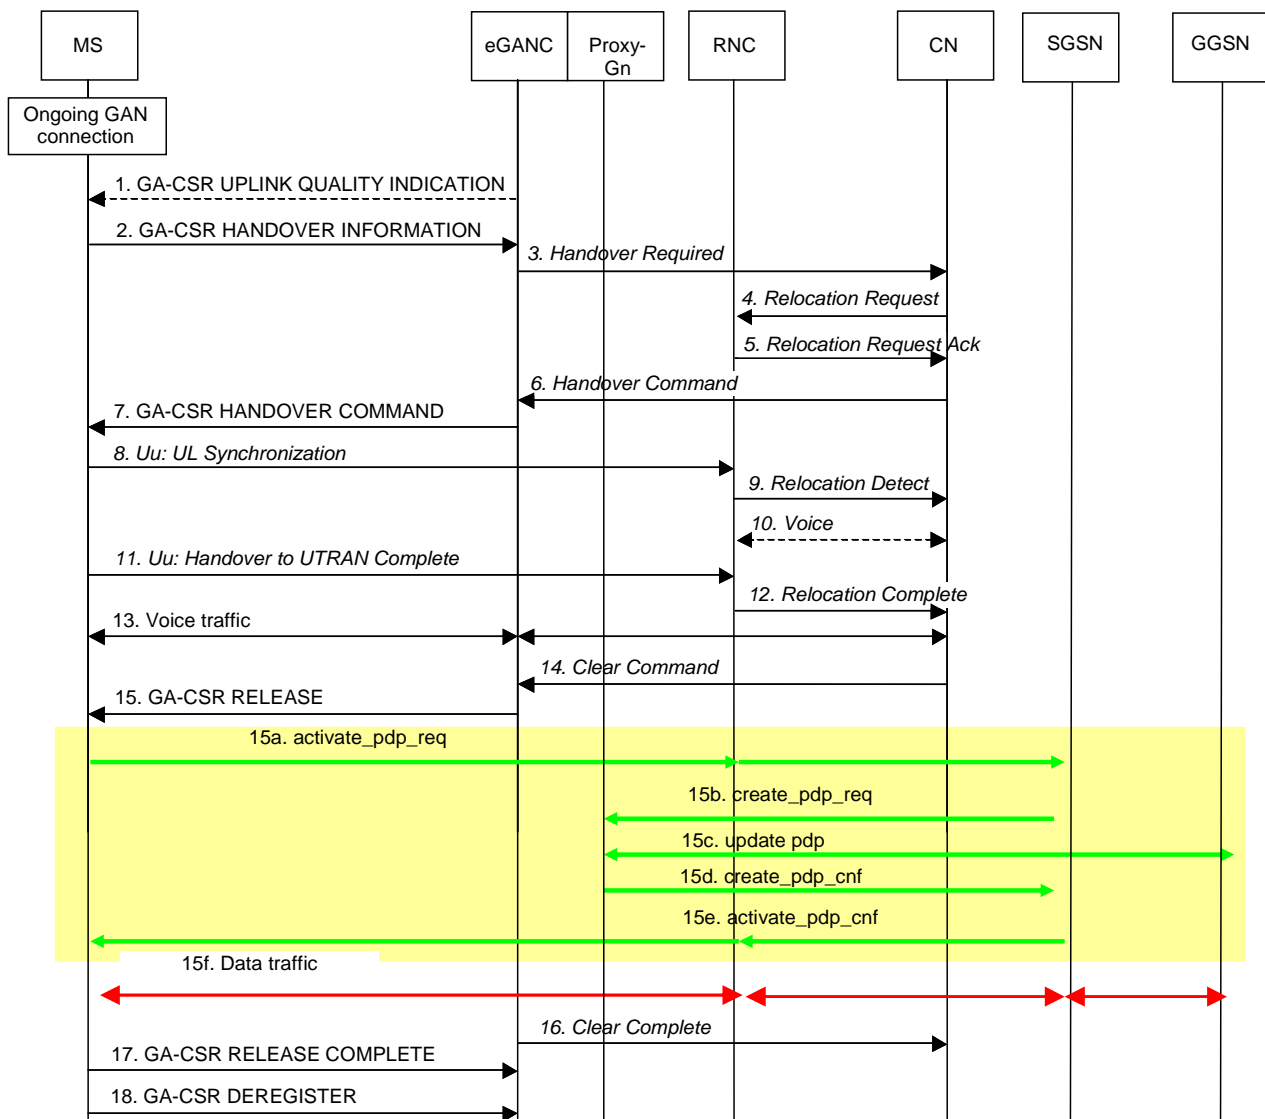 MS
eGANC
Proxy-
Gn
RNC
CN
SGSN
GGSN
Ongoing GAN
connection
1. GA-CSR UPLINK QUALITY INDICATION
2. GA-CSR HANDOVER INFORMATION
3. Handover Required
4. Relocation Request
5. Relocation Request Ack
6. Handover Command
7. GA-CSR HANDOVER COMMAND
8. Uu: UL Synchronization
9. Relocation Detect
10. Voice
11. Uu: Handover to UTRAN Complete
12. Relocation Complete
13. Voice traffic
14. Clear Command
15. GA-CSR RELEASE
15a. activate_pdp_req
15b. create_pdp_req
15c. update pdp
15d. create_pdp_cnf
15e. activate_pdp_cnf
15f. Data traffic
16. Clear Complete
17. GA-CSR RELEASE COMPLETE
18. GA-CSR DEREGISTER